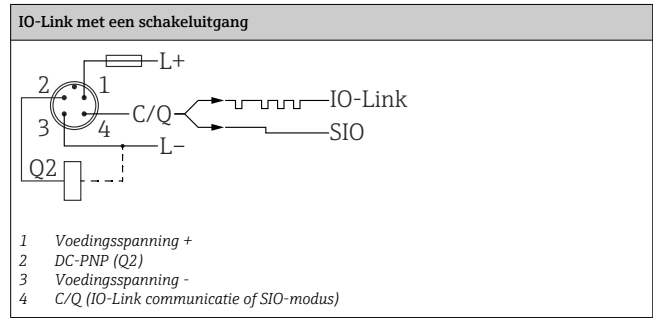 IO-Link met een schakeluitgang
L+
2 1
C/Q IO-Link
3 4 SIO
L–
Q2
1 Voedingsspanning +
2 DC-PNP (Q2)
3 Voedingsspanning -
4 C/Q (IO-Link communicatie of SIO-modus)